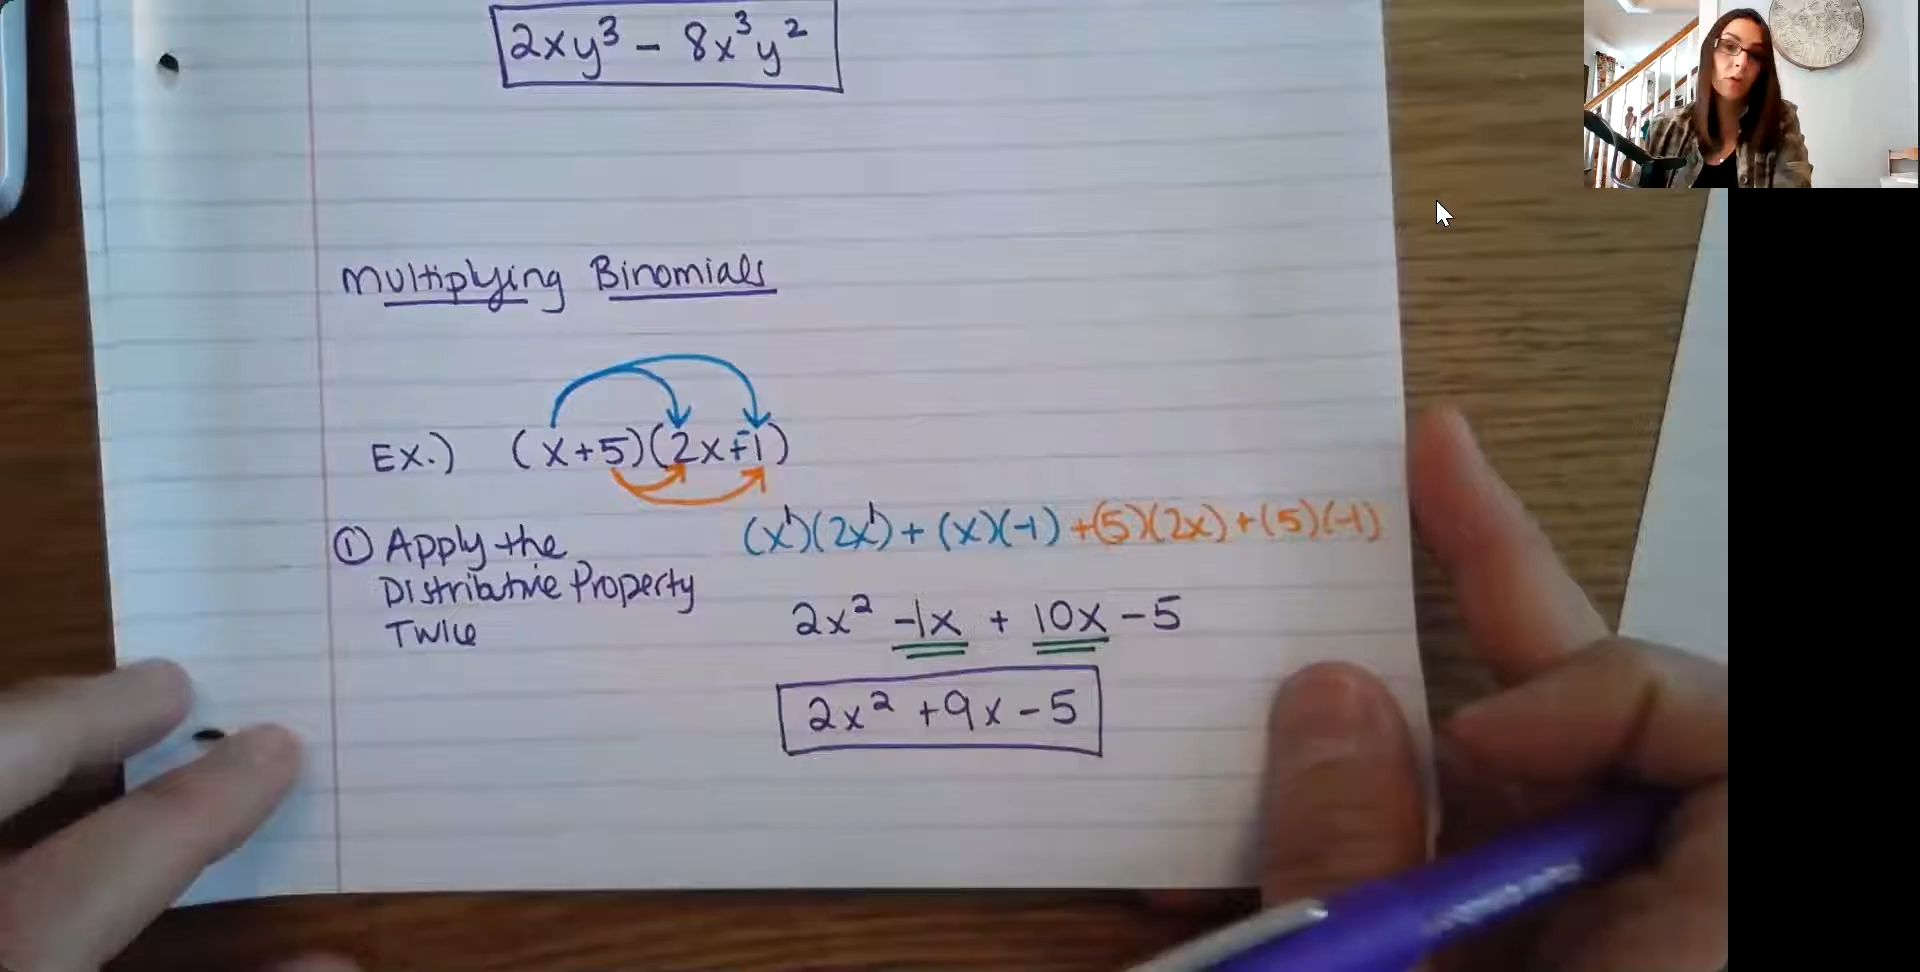 2xy³ - 8x³y²
Multiplying Binomials
Ex.) (x+5)(2x+-1)
① Apply the
Distributive Property
Twice
(x¹)(2x¹) + (x)(-1) + (5)(2x) + (5)(-1)
2x² -1x + 10x - 5
2x² +9x - 5